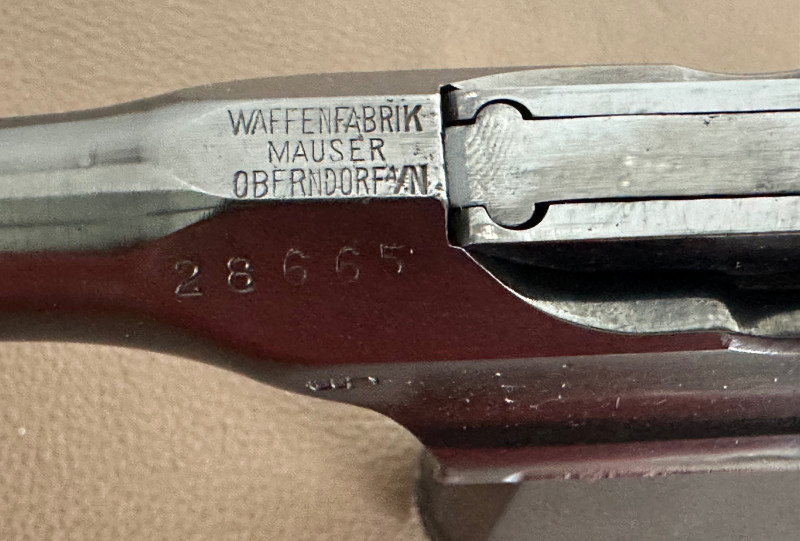 WAFFENFABRIK
MAUSER
OBERNDORF A/N
28665